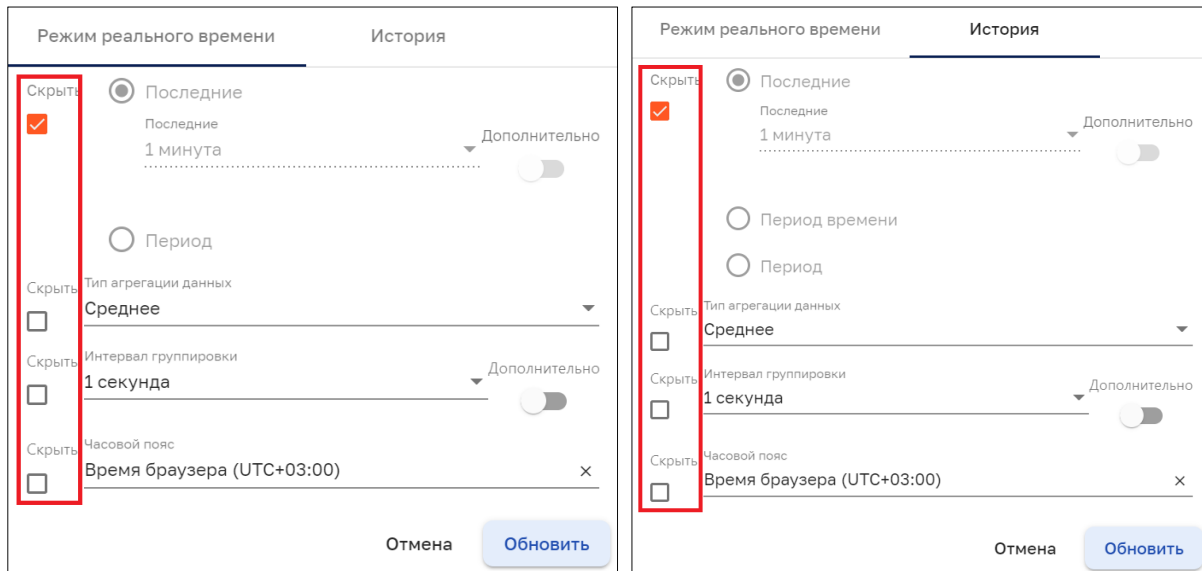 Режим реального времени История
Скрыть Последние
Последние
1 минута
Дополнительно
Период
Скрыть Тип агрегации данных
Среднее
Скрыть Интервал группировки
1 секунда
Дополнительно
Скрыть Часовой пояс
Время браузера (UTC+03:00)
Отмена Обновить
Режим реального времени История
Скрыть Последние
Последние
1 минута
Дополнительно
Период времени
Период
Скрыть Тип агрегации данных
Среднее
Скрыть Интервал группировки
1 секунда
Дополнительно
Скрыть Часовой пояс
Время браузера (UTC+03:00)
Отмена Обновить